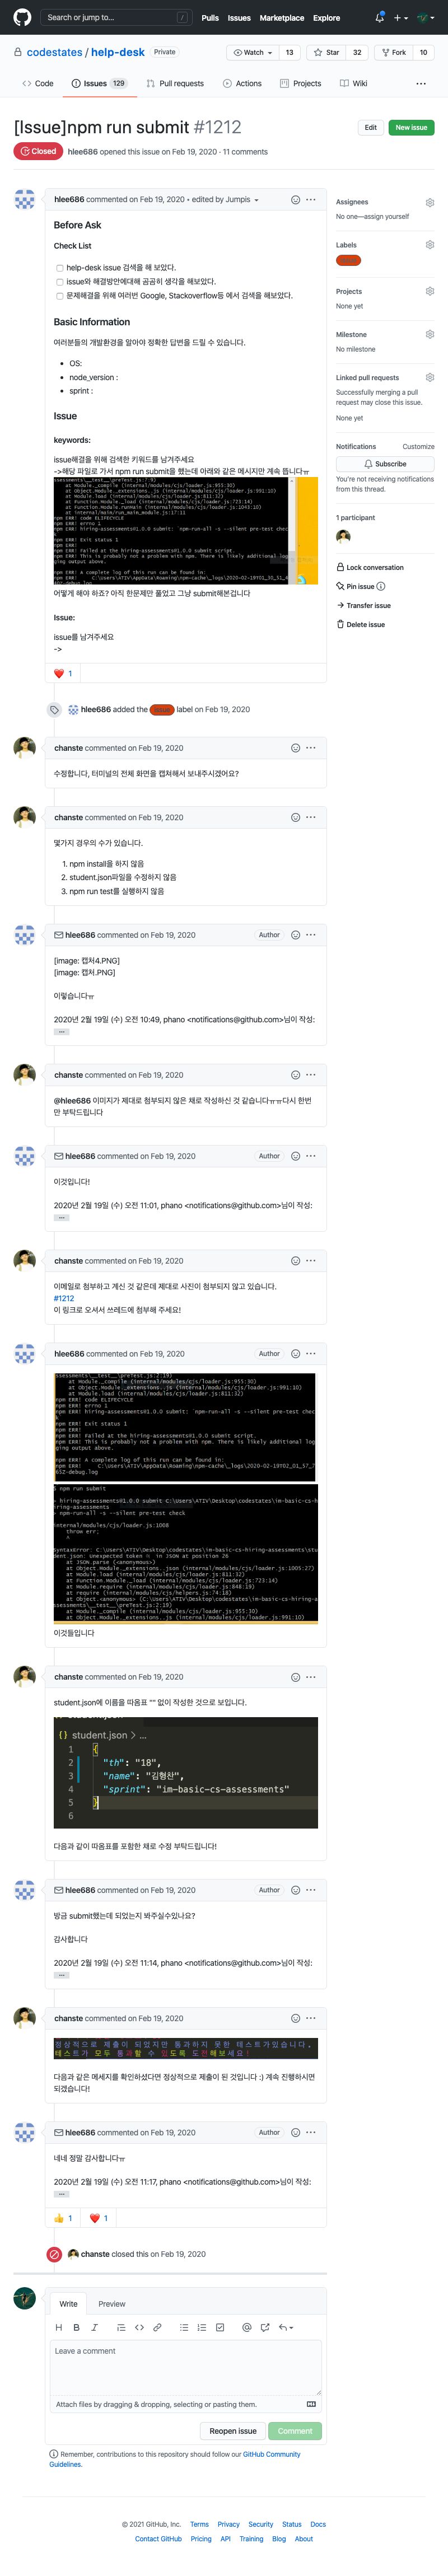 Search or jump to...
/
Pulls Issues Marketplace Explore
codestates / help-desk Private
Watch 13 Star 32 Fork 10
Code Issues 129 Pull requests Actions Projects Wiki
[Issue]npm run submit #1212
Edit New issue
Closed hlee686 opened this issue on Feb 19, 2020 · 11 comments
hlee686 commented on Feb 19, 2020 • edited by Jumpis
Before Ask
Check List
help-desk issue 검색을 해 보았다.
issue와 해결방안에대해 곰곰히 생각을 해보았다.
문제해결을 위해 여러번 Google, Stackoverflow등 에서 검색을 해보았다.
Basic Information
여러분들의 개발환경을 알아야 정확한 답변을 드릴 수 있습니다.
OS:
node_version :
sprint :
Issue
keywords:
issue해결을 위해 검색한 키워드를 남겨주세요
->해당 파일로 가서 npm run submit을 했는데 아래와 같은 메시지만 계속 뜹니다ㅠ
npm ERR! code ELIFECYCLE
npm ERR! errno 1
npm ERR! Exit status 1
npm ERR!
어떻게 해야 하죠? 아직 한문제만 풀었고 그냥 submit해본겁니다
Issue:
issue를 남겨주세요
->
1
Assignees
No one—assign yourself
Labels
Projects
None yet
Milestone
No milestone
Linked pull requests
Successfully merging a pull
request may close this issue.
None yet
Notifications Customize
Subscribe
You're not receiving notifications
from this thread.
1 participant
Lock conversation
Pin issue
Transfer issue
Delete issue
hlee686 added the label on Feb 19, 2020
chanste commented on Feb 19, 2020
수정합니다, 터미널의 전체 화면을 캡쳐해서 보내주시겠어요?
chanste commented on Feb 19, 2020
몇가지 경우의 수가 있습니다.
1. npm install을 하지 않음
2. student.json파일을 수정하지 않음
3. npm run test를 실행하지 않음
hlee686 commented on Feb 19, 2020 Author
[image: 캡처4.PNG]
[image: 캡처.PNG]
이렇습니다ㅠ
2020년 2월 19일 (수) 오전 10:49, phano <notifications@github.com>님이 작성:
chanste commented on Feb 19, 2020
@hlee686 이미지가 제대로 첨부되지 않은 채로 작성하신 것 같습니다ㅠㅠ다시 한번
만 부탁드립니다
hlee686 commented on Feb 19, 2020 Author
이것입니다!
2020년 2월 19일 (수) 오전 11:01, phano <notifications@github.com>님이 작성:
chanste commented on Feb 19, 2020
이메일로 첨부하고 계신 것 같은데 제대로 사진이 첨부되지 않고 있습니다.
#1212
이 링크로 오셔서 쓰레드에 첨부해 주세요!
hlee686 commented on Feb 19, 2020 Author
npm ERR! code ELIFECYCLE
npm ERR! errno 1
npm ERR! Exit status 1
npm ERR!
$ npm run submit
이것들입니다
chanste commented on Feb 19, 2020
student.json에 이름을 따옴표 "" 없이 작성한 것으로 보입니다.
{} student.json > ...
1 {
2 "th": "18",
3 "name": "김형찬",
4 "sprint": "im-basic-cs-assessments"
5 }
6
다음과 같이 따옴표를 포함한 채로 수정 부탁드립니다!
hlee686 commented on Feb 19, 2020 Author
방금 submit했는데 되었는지 봐주실수있나요?
감사합니다
2020년 2월 19일 (수) 오전 11:14, phano <notifications@github.com>님이 작성:
chanste commented on Feb 19, 2020
정상적으로 제출이 되었지만 통과하지 못한 테스트가있습니다,
테스트가 모두 통과할 수 있도록 도전해보세요!
다음과 같은 메세지를 확인하셨다면 정상적으로 제출이 된 것입니다 :) 계속 진행하시면
되겠습니다!
hlee686 commented on Feb 19, 2020 Author
네네 정말 감사합니다ㅠ
2020년 2월 19일 (수) 오전 11:17, phano <notifications@github.com>님이 작성:
1 1
chanste closed this on Feb 19, 2020
Write Preview
Leave a comment
Attach files by dragging & dropping, selecting or pasting them.
Reopen issue Comment
Remember, contributions to this repository should follow our GitHub Community
Guidelines.
© 2021 GitHub, Inc. Terms Privacy Security Status Docs
Contact GitHub Pricing API Training Blog About